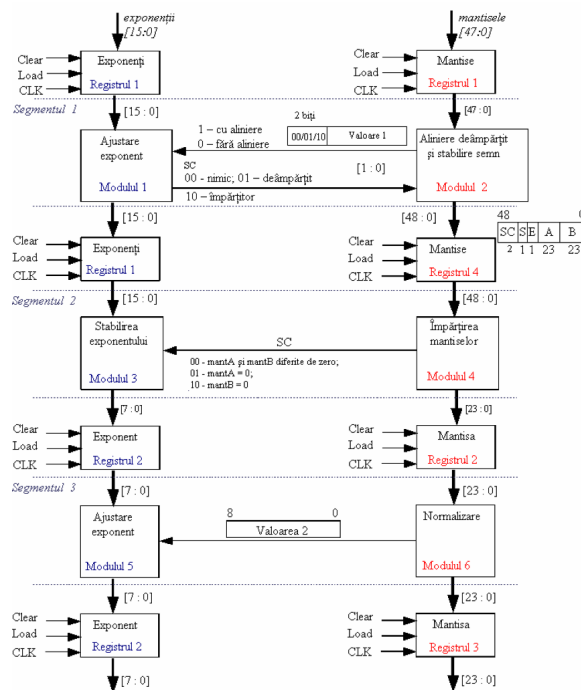 exponenții
[15:0]
mantisele
[47:0]
Clear
Load
CLK
Exponenți
Registrul 1
Clear
Load
CLK
Mantise
Registrul 1
Segmentul 1
[15 : 0]
[47: 0]
2 biți
00/01/10
Valoare 1
Ajustare
exponent
Modulul 1
1 – cu aliniere
0 – fără aliniere
SC
00 - nimic; 01 – deâmpărțit
10 – împărțitor
[1 : 0]
Aliniere deâmpărțit
și stabilire semn
Modulul 2
[15 : 0]
[48 : 0]
48
0
SC
S
E
A
B
2
1
1
23
23
Clear
Load
CLK
Exponenți
Registrul 1
Clear
Load
CLK
Mantise
Registrul 4
Segmentul 2
[15 : 0]
[48 : 0]
Stabilirea
exponentului
Modulul 3
SC
00 - mantA și mantB diferite de zero;
01 - mantA = 0;
10 - mantB = 0
Împărțirea
mantiselor
Modulul 4
[7: 0]
[23: 0]
Clear
Load
CLK
Exponent
Registrul 2
Clear
Load
CLK
Mantisa
Registrul 2
Segmentul 3
[7 : 0]
[23 : 0]
Ajustare
exponent
Modulul 5
8
0
Valoarea 2
Normalizare
Modulul 6
[7 : 0]
[23 : 0]
Clear
Load
CLK
Exponent
Registrul 2
Clear
Load
CLK
Mantisa
Registrul 3
[7 : 0]
[23 : 0]